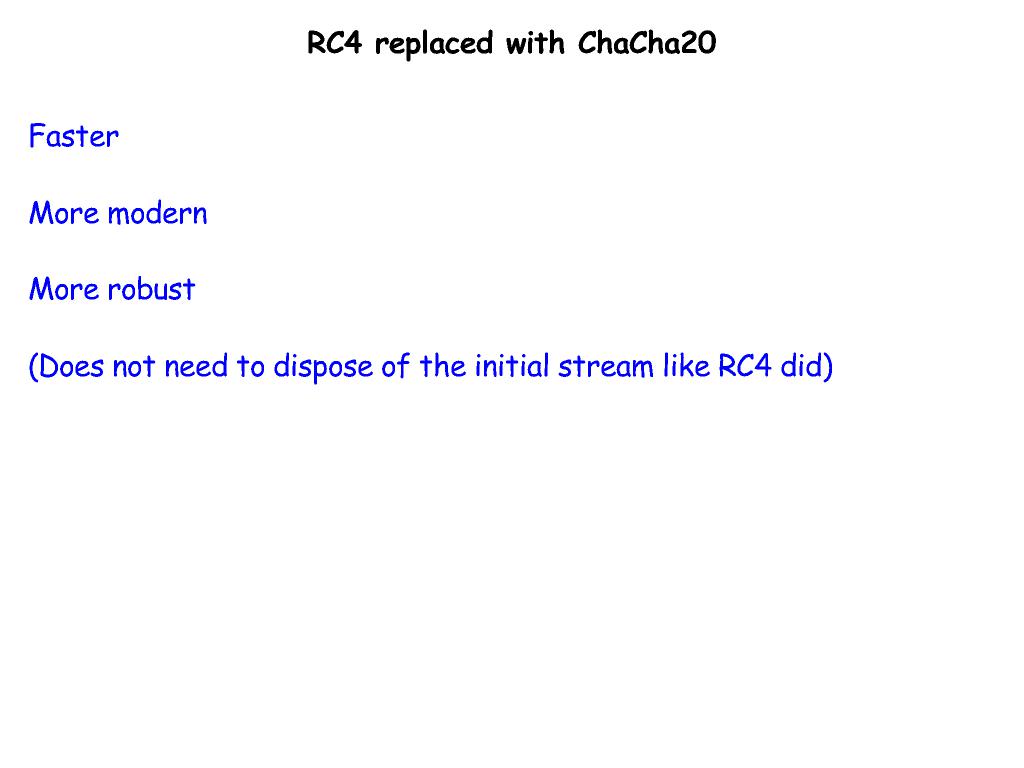 RC4 replaced with ChaCha20
Faster
More modern
More robust
(Does not need to dispose of the initial stream like RC4 did)